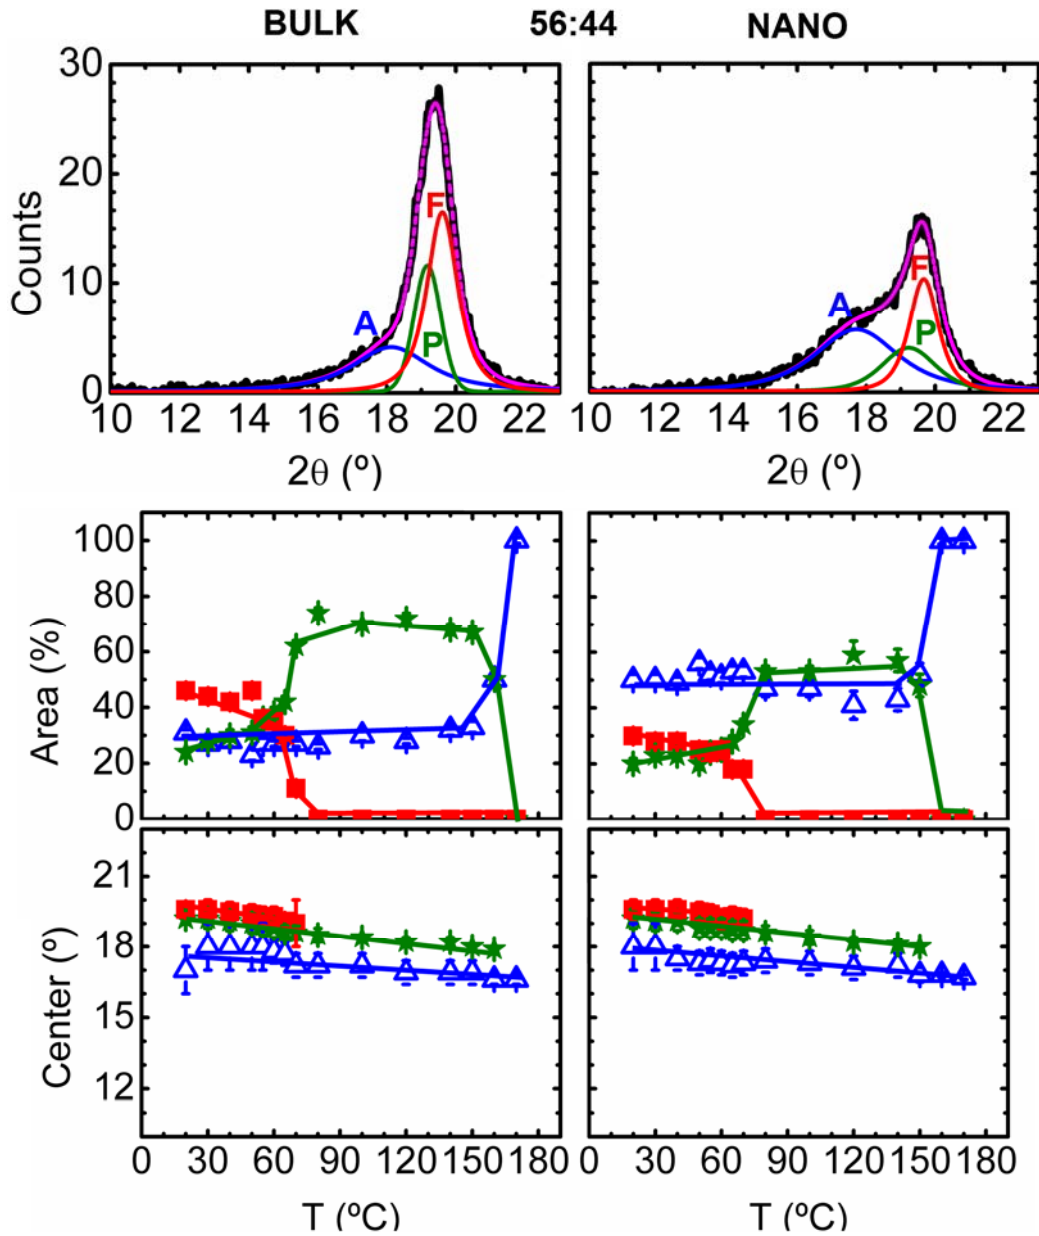 BULK 56:44 NANO
30
20
10
0
Counts
A
F
P
A
F
P
10 12 14 16 18 20 22
10 12 14 16 18 20 22
2θ (º)
2θ (º)
100
80
60
40
20
0
Area (%)
21
18
15
12
Center (º)
0 30 60 90 120 150 180
0 30 60 90 120 150 180
T (ºC)
T (ºC)